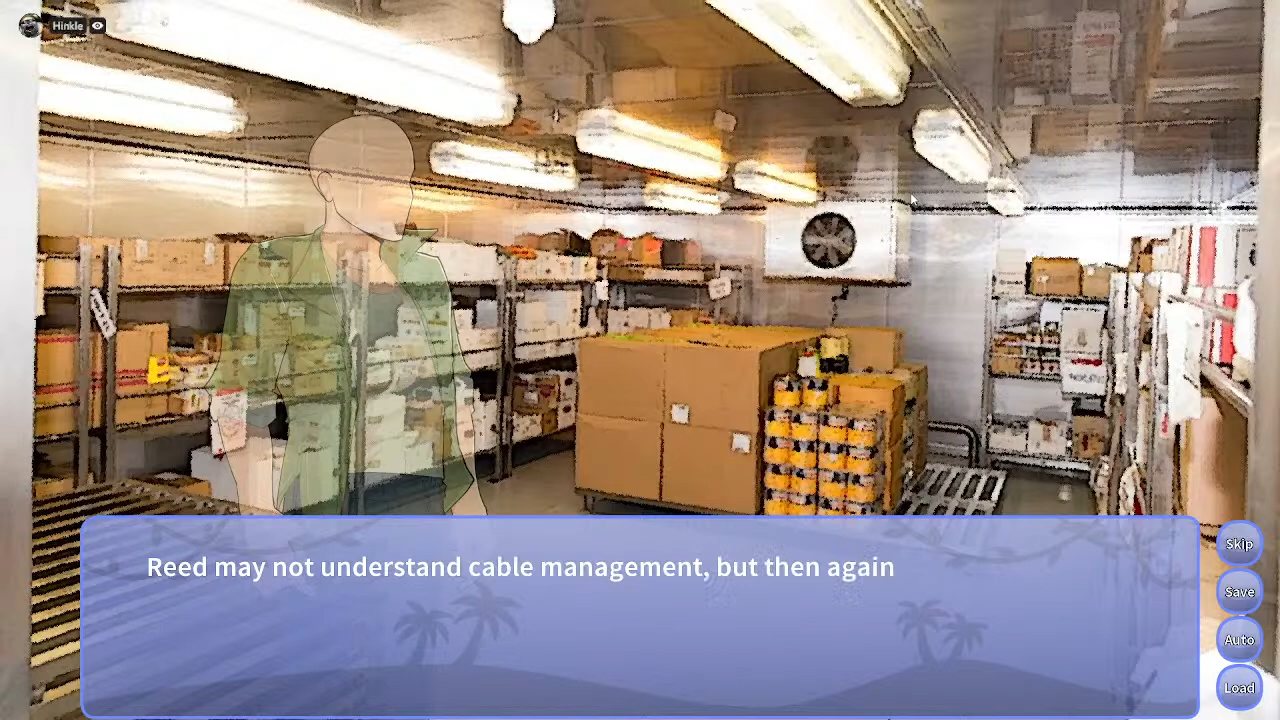 Hinkle
Reed may not understand cable management, but then again
Skip
Save
Auto
Load